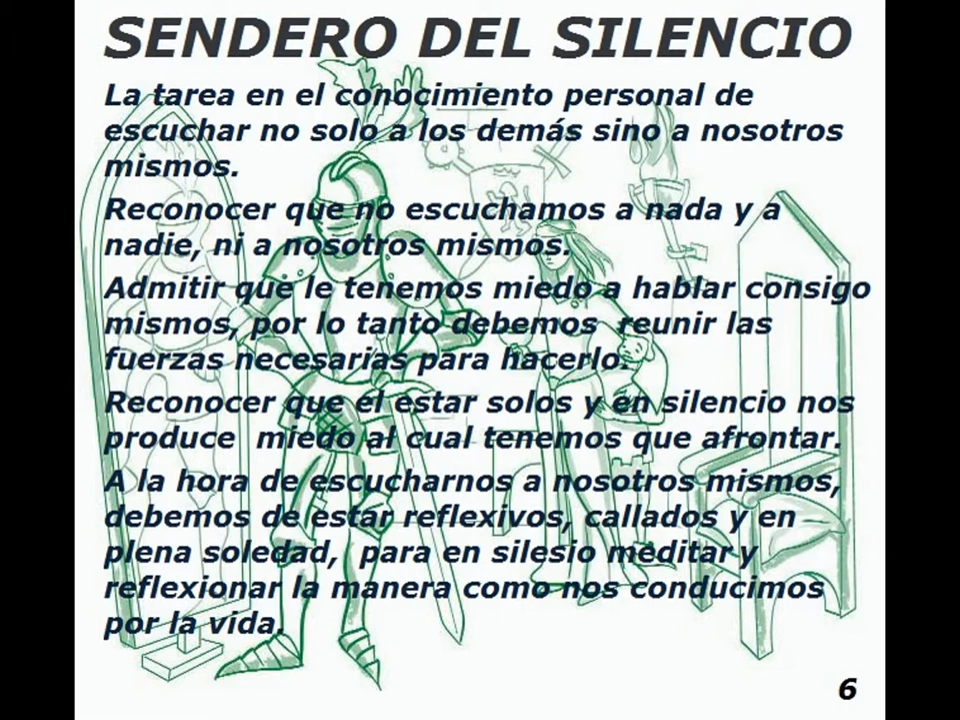 SENDERO DEL SILENCIO
La tarea en el conocimiento personal de
escuchar no solo a los demás sino a nosotros
mismos.
Reconocer que no escuchamos a nada y a
nadie, ni a nosotros mismos.
Admitir que le tenemos miedo a hablar consigo
mismos, por lo tanto debemos reunir las
fuerzas necesarias para hacerlo.
Reconocer que el estar solos y en silencio nos
produce miedo al cual tenemos que afrontar.
A la hora de escucharnos a nosotros mismos,
debemos de estar reflexivos, callados y en
plena soledad, para en silesio meditar y
reflexionar la manera como nos conducimos
por la vida.
6